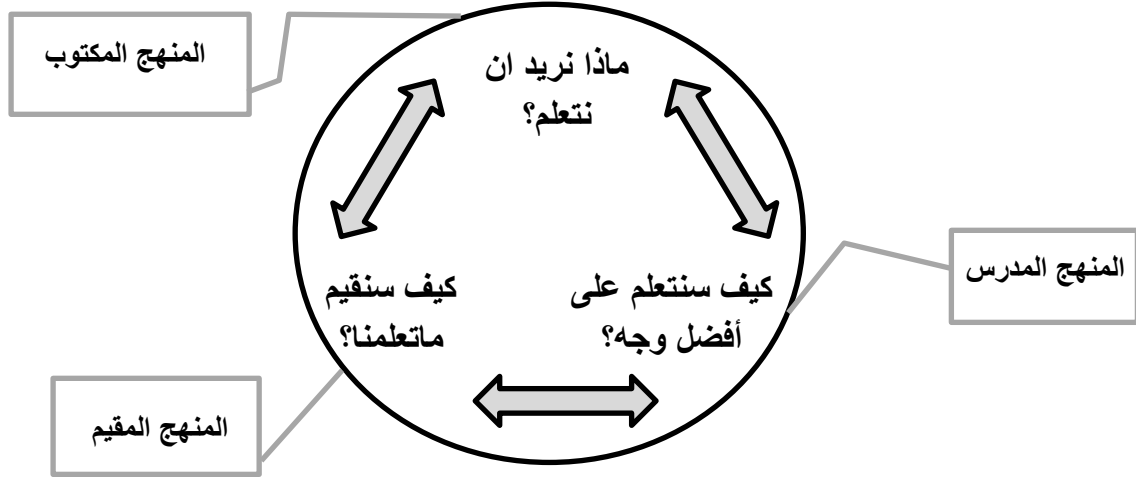 المنهج المكتوب
ماذا نريد ان
نتعلم؟
المنهج المدرس
كيف سنتعلم على
أفضل وجه؟
كيف سنقيم
ماتعلمنا؟
المنهج المقيم